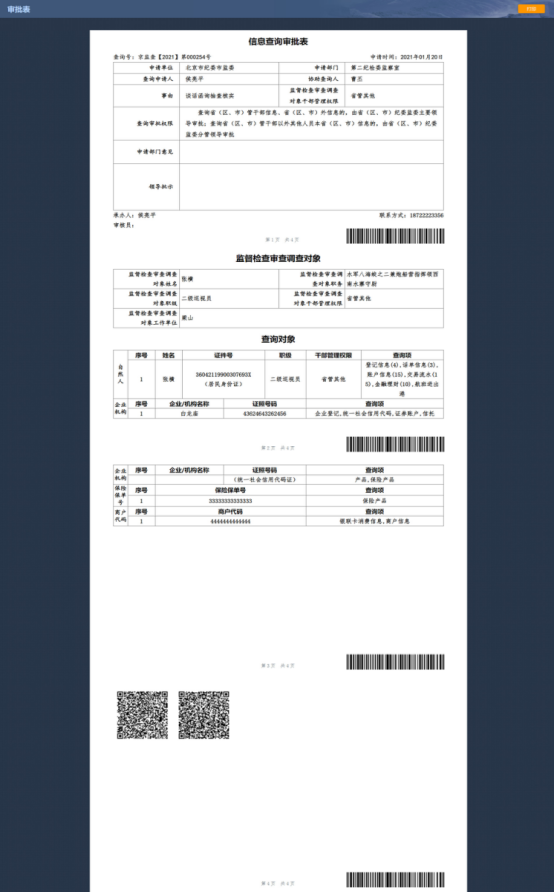 审批表
打印
信息查询审批表
查询号：京监查【2021】第000254号 申请时间：2021年01月20日
申请单位 北京市纪委市监委 申请部门 第二纪检委监察室
查询申请人 侯亮平 协助查询人 曹丕
事由 谈话函询抽查核实 监督检查审查调查对象干部管理权限 省管其他
查询审批权限 查询省（区、市）管干部信息、省（区、市）外信息的，由省（区、市）纪委监委主要领
导审批；查询省（区、市）管干部以外其他人员本省（区、市）信息的，由省（区、市）纪委
监委分管领导审批
申请部门意见
领导批示
承办人：侯亮平 联系方式：18722223356
审核员：
第1页 共4页
监督检查审查调查对象
监督检查审查调查对象姓名 张横 监督检查审查调查对象职务 水军八海峡之二兼炮船营指挥领西南水寨守尉
监督检查审查调查对象职级 二级巡视员 监督检查审查调查对象干部管理权限 省管其他
监督检查审查调查对象工作单位 梁山
查询对象
自然人 序号 姓名 证件号 职级 干部管理权限 查询项
1 张横 36042119900307693X（居民身份证） 二级巡视员 省管其他 登记信息(4),话单信息(3),账户信息(15),交易流水(15),金融理财(10),航班进出港
企业机构 序号 企业/机构名称 证照号码 查询项
1 白龙庙 43624643262456 企业登记,统一社会信用代码,证券账户,信托
第2页 共4页
企业机构 序号 企业/机构名称 证照号码 查询项
（统一社会信用代码证） 产品,保险产品
保险保单号 序号 保险保单号 查询项
1 33333333333333 保险产品
商户代码 序号 商户代码 查询项
1 4444444444444 银联卡消费信息,商户信息
第3页 共4页
第4页 共4页